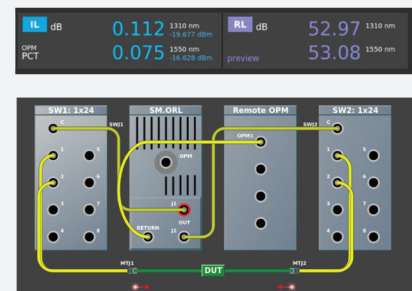 IL dB 0.112 1310 nm -19.677 dBm RL dB 52.97 1310 nm
OPM PCT 0.075 1550 nm -16.628 dBm preview 53.08 1550 nm
SW1: 1x24 SM.ORL Remote OPM SW2: 1x24
C SWJ1 OPM1 SWJ2 C
1 5 OPM 1 5
2 6 2 6
3 7 J1 3 7
OUT
4 8 RETURN J2 4 8
MTJ1 DUT MTJ2